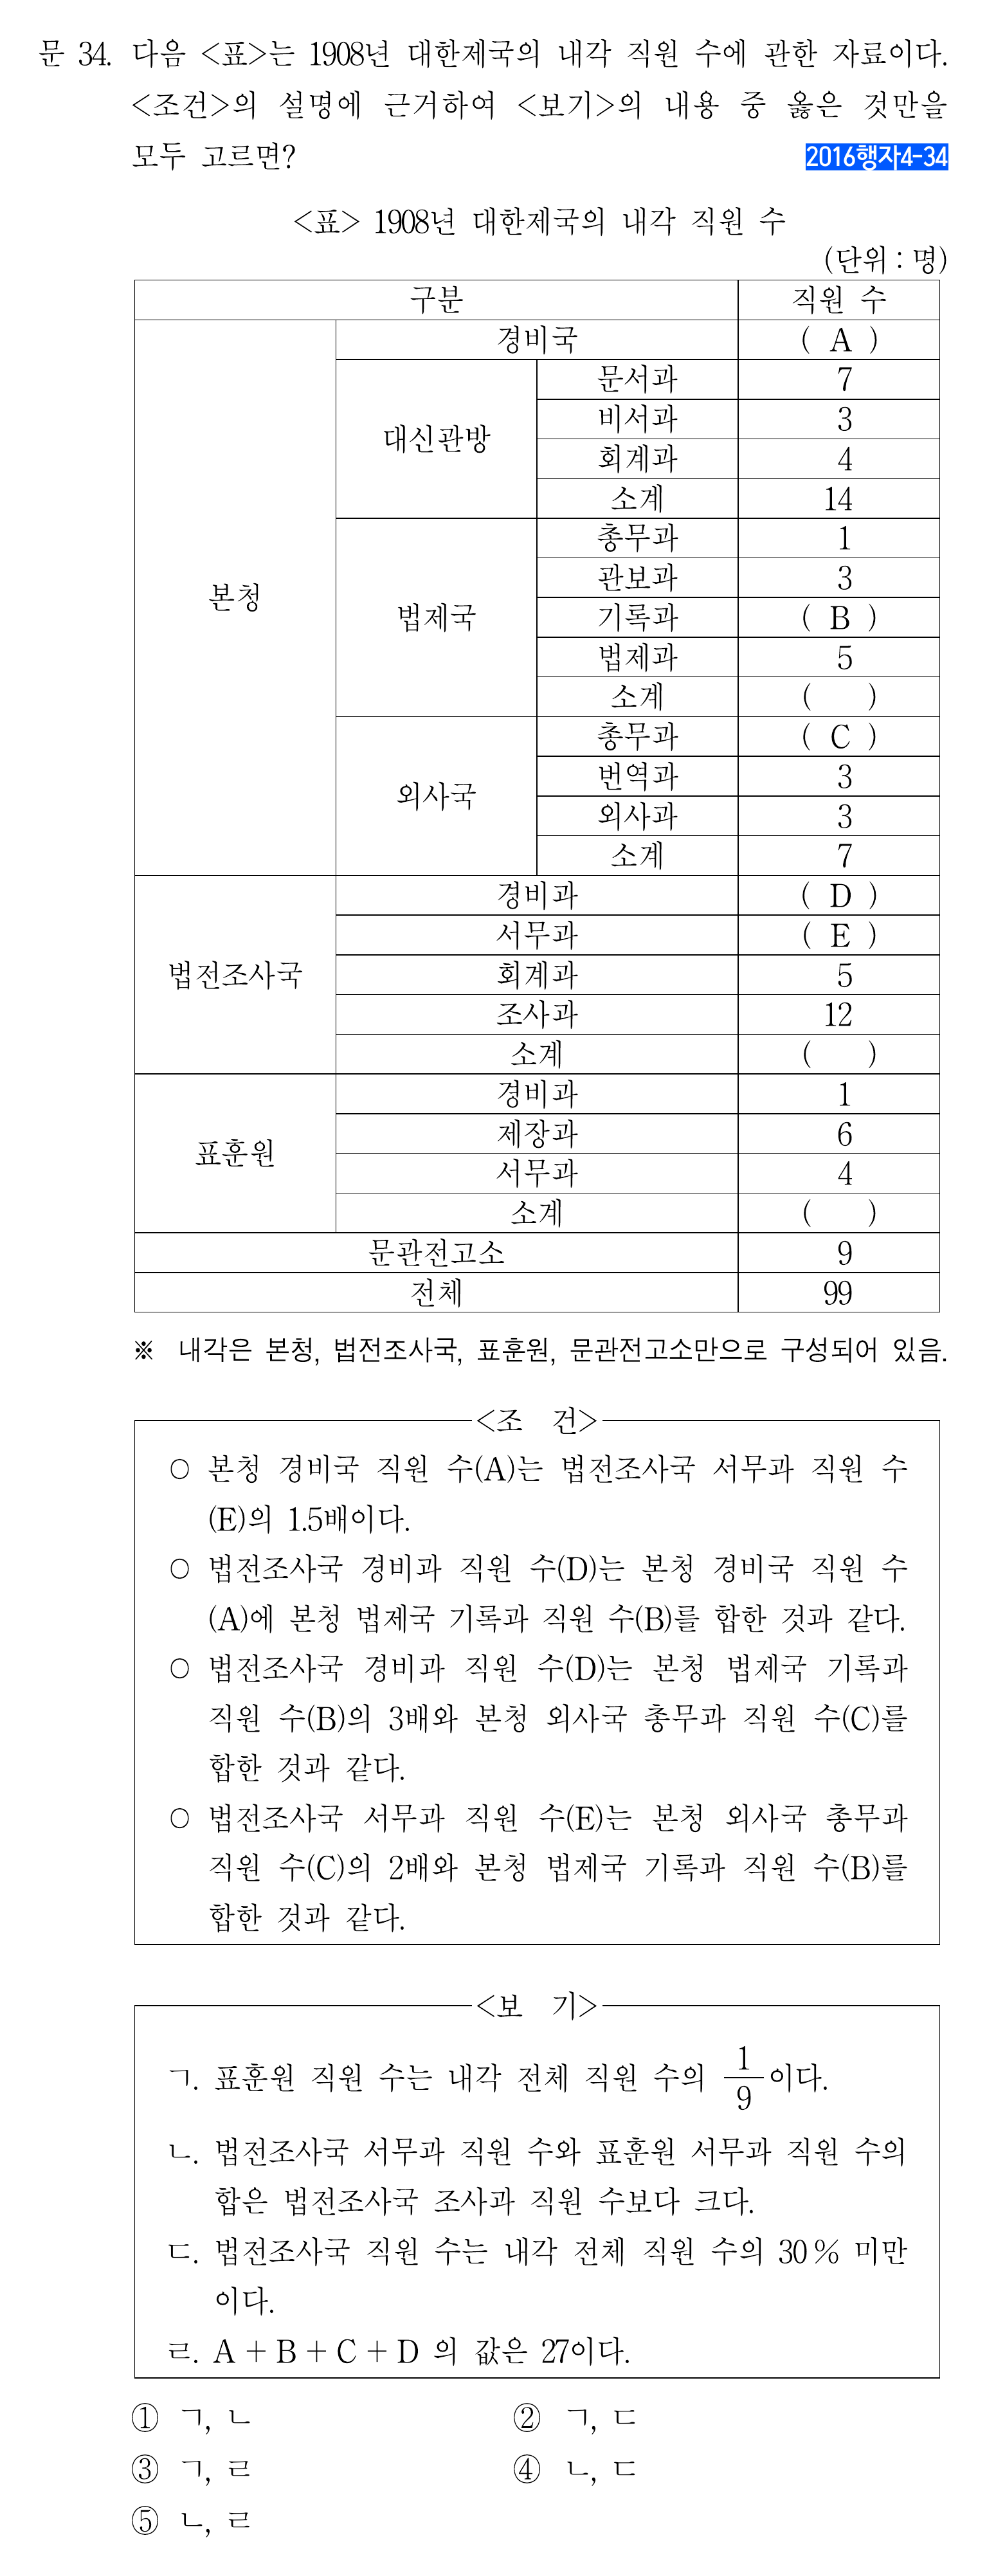 문 34. 다음 <표>는 1908년 대한제국의 내각 직원 수에 관한 자료이다.
<조건>의 설명에 근거하여 <보기>의 내용 중 옳은 것만을
모두 고르면?
2016행자4-34
<표> 1908년 대한제국의 내각 직원 수
(단위 : 명)
구분 직원 수
본청 경비국 ( A )
대신관방 문서과 7
비서과 3
회계과 4
소계 14
법제국 총무과 1
관보과 3
기록과 ( B )
법제과 5
소계 ( )
외사국 총무과 ( C )
번역과 3
외사과 3
소계 7
법전조사국 경비과 ( D )
서무과 ( E )
회계과 5
조사과 12
소계 ( )
표훈원 경비과 1
제장과 6
서무과 4
소계 ( )
문관전고소 9
전체 99
※ 내각은 본청, 법전조사국, 표훈원, 문관전고소만으로 구성되어 있음.
<조 건>
○ 본청 경비국 직원 수(A)는 법전조사국 서무과 직원 수
(E)의 1.5배이다.
○ 법전조사국 경비과 직원 수(D)는 본청 경비국 직원 수
(A)에 본청 법제국 기록과 직원 수(B)를 합한 것과 같다.
○ 법전조사국 경비과 직원 수(D)는 본청 법제국 기록과
직원 수(B)의 3배와 본청 외사국 총무과 직원 수(C)를
합한 것과 같다.
○ 법전조사국 서무과 직원 수(E)는 본청 외사국 총무과
직원 수(C)의 2배와 본청 법제국 기록과 직원 수(B)를
합한 것과 같다.
<보 기>
ㄱ. 표훈원 직원 수는 내각 전체 직원 수의 1/9이다.
ㄴ. 법전조사국 서무과 직원 수와 표훈원 서무과 직원 수의
합은 법전조사국 조사과 직원 수보다 크다.
ㄷ. 법전조사국 직원 수는 내각 전체 직원 수의 30% 미만
이다.
ㄹ. A + B + C + D 의 값은 27이다.
① ㄱ, ㄴ ② ㄱ, ㄷ
③ ㄱ, ㄹ ④ ㄴ, ㄷ
⑤ ㄴ, ㄹ